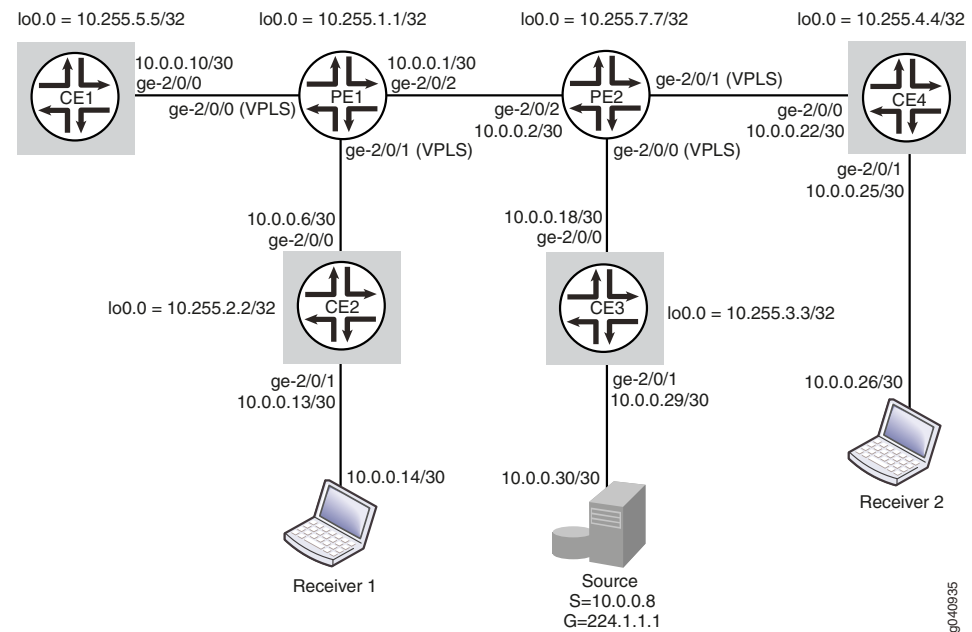 lo0.0 = 10.255.5.5/32
lo0.0 = 10.255.1.1/32
lo0.0 = 10.255.7.7/32
lo0.0 = 10.255.4.4/32
CE1
10.0.0.10/30
ge-2/0/0
ge-2/0/0 (VPLS)
PE1
10.0.0.1/30
ge-2/0/2
ge-2/0/2
10.0.0.2/30
PE2
ge-2/0/1 (VPLS)
ge-2/0/0
10.0.0.22/30
CE4
ge-2/0/1 (VPLS)
ge-2/0/0 (VPLS)
ge-2/0/1
10.0.0.25/30
10.0.0.6/30
ge-2/0/0
10.0.0.18/30
ge-2/0/0
lo0.0 = 10.255.2.2/32
CE2
CE3
lo0.0 = 10.255.3.3/32
ge-2/0/1
10.0.0.13/30
ge-2/0/1
10.0.0.29/30
10.0.0.26/30
10.0.0.14/30
10.0.0.30/30
Receiver 2
Receiver 1
Source
S=10.0.0.8
G=224.1.1.1
g040935